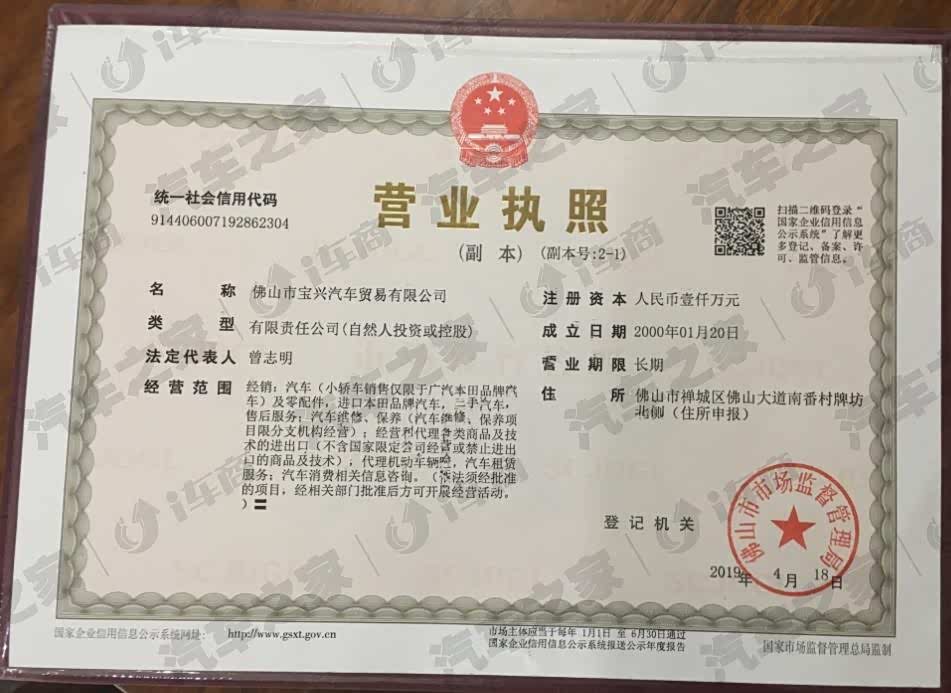 统一社会信用代码
914406007192862304
营业执照
(副 本) (副本号:2-1)
扫描二维码登录“
国家企业信用信息
公示系统”了解更
多登记、备案、许
可、监管信息。
名 称 佛山市宝兴汽车贸易有限公司
类 型 有限责任公司(自然人投资或控股)
法定代表人 曾志明
经营范围 经销：汽车（小轿车销售仅限于广汽本田品牌汽
车）及零配件，进口本田品牌汽车，二手汽车，
售后服务；汽车维修、保养（汽车维修、保养项
目限分支机构经营）；经营和代理各类商品及技
术的进出口（不含国家限定公司经营或禁止进出
口的商品及技术），代理机动车辆，汽车租赁
服务；汽车消费相关信息咨询。（依法须经批准
的项目，经相关部门批准后方可开展经营活动。
）〓
注册资本 人民币壹仟万元
成立日期 2000年01月20日
营业期限 长期
住 所 佛山市禅城区佛山大道南番村牌坊
北侧（住所申报）
登记机关
佛山市市场监督管理局
2019年 4月 18日
国家企业信用信息公示系统网址： http://www.gsxt.gov.cn
市场主体应当于每年 1月1日 至 6月30日通过
国家企业信用信息公示系统报送公示年度报告
国家市场监督管理总局监制
汽车之家
i车商